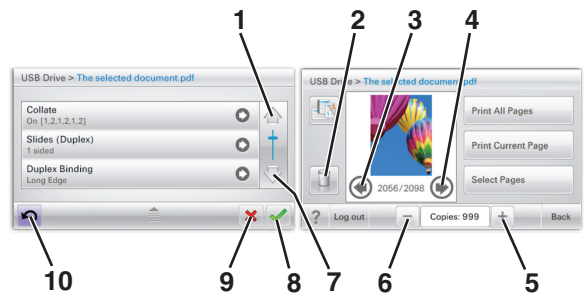 1
2
3
4
USB Drive > The selected document.pdf
Collate
On [1,2,1,2,1,2]
Slides (Duplex)
1 sided
Duplex Binding
Long Edge
USB Drive > The selected document.pdf
Print All Pages
Print Current Page
Select Pages
2056/2098
? Log out
Copies: 999
Back
10
9
8
7
6
5